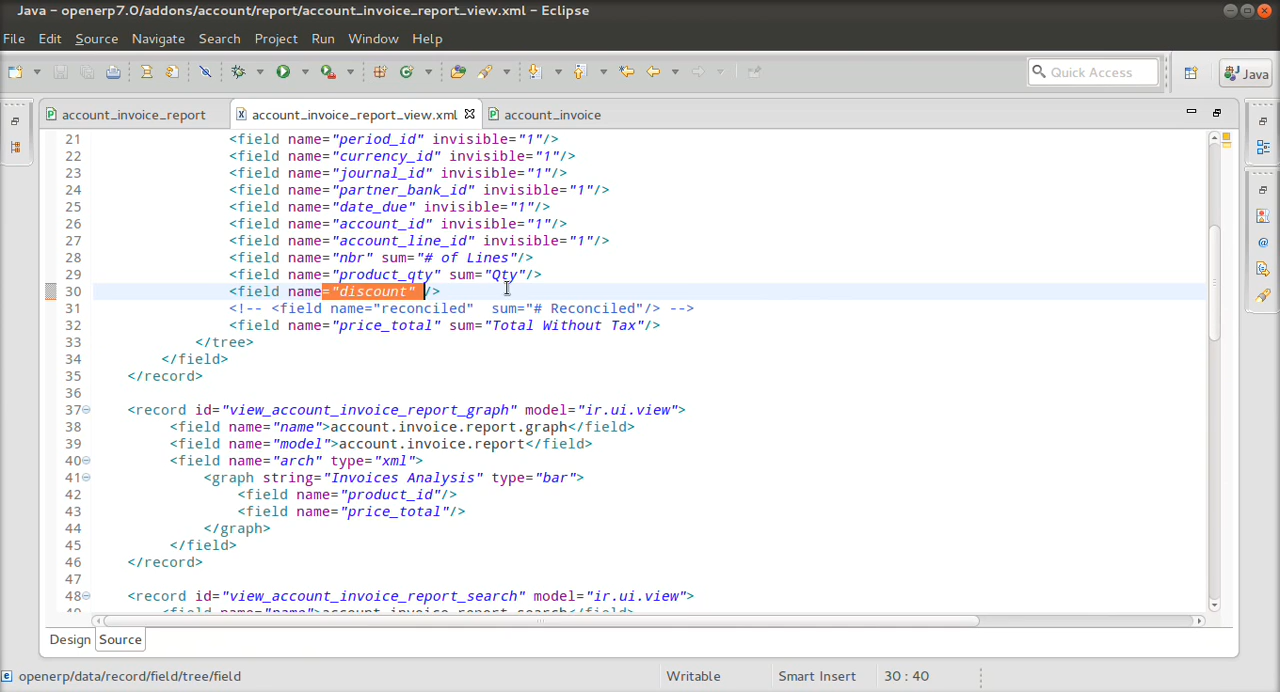 Java – openerp7.0/addons/account/report/account_invoice_report_view.xml – Eclipse
File Edit Source Navigate Search Project Run Window Help
Quick Access Java
account_invoice_report account_invoice_report_view.xml account_invoice
21 <field name="period_id" invisible="1"/>
22 <field name="currency_id" invisible="1"/>
23 <field name="journal_id" invisible="1"/>
24 <field name="partner_bank_id" invisible="1"/>
25 <field name="date_due" invisible="1"/>
26 <field name="account_id" invisible="1"/>
27 <field name="account_line_id" invisible="1"/>
28 <field name="nbr" sum="# of Lines"/>
29 <field name="product_qty" sum="Qty"/>
30 <field name="discount" />
31 <!-- <field name="reconciled"  sum="# Reconciled"/> -->
32 <field name="price_total" sum="Total Without Tax"/>
33 </tree>
34 </field>
35 </record>
36
37 <record id="view_account_invoice_report_graph" model="ir.ui.view">
38 <field name="name">account.invoice.report.graph</field>
39 <field name="model">account.invoice.report</field>
40 <field name="arch" type="xml">
41 <graph string="Invoices Analysis" type="bar">
42 <field name="product_id"/>
43 <field name="price_total"/>
44 </graph>
45 </field>
46 </record>
47
48 <record id="view_account_invoice_report_search" model="ir.ui.view">
49 <field name="name">account.invoice.report.search</field>
Design Source
openerp/data/record/field/tree/field Writable Smart Insert 30 : 40